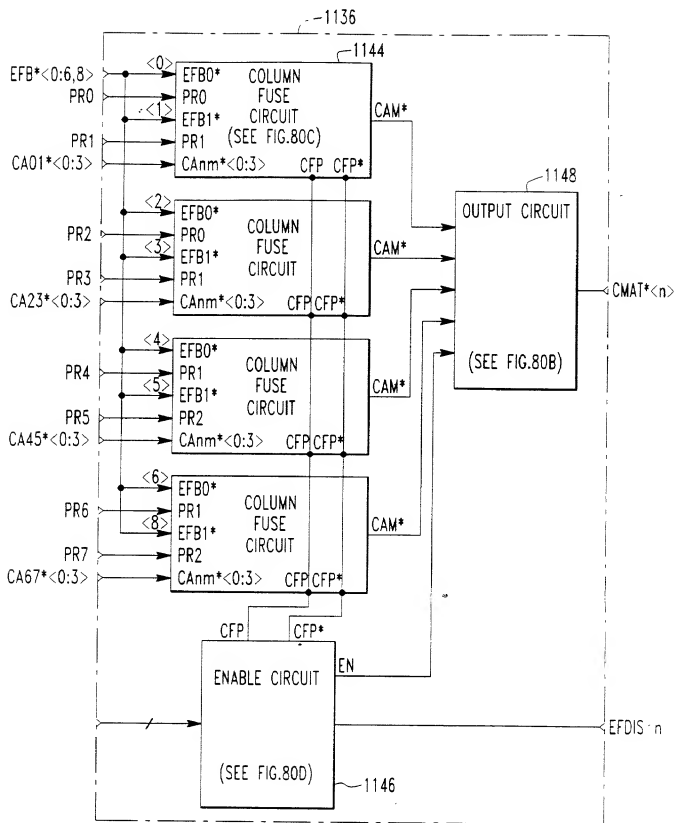 1136
1144
EFB*<0:6,8>
<0>
EFB0*
COLUMN
FUSE
CIRCUIT
(SEE FIG.80C)
PR0
PR0
<1>
EFB1*
PR1
PR1
CA01*<0:3>
CAnm*<0:3>
CFP
CFP*
CAM*
<2>
EFB0*
COLUMN
FUSE
CIRCUIT
PR2
PR0
<3>
EFB1*
PR3
PR1
CA23*<0:3>
CAnm*<0:3>
CFP
CFP*
CAM*
1148
OUTPUT CIRCUIT
(SEE FIG.80B)
CMAT*<n>
<4>
EFB0*
COLUMN
FUSE
CIRCUIT
PR4
PR1
<5>
EFB1*
PR5
PR2
CA45*<0:3>
CAnm*<0:3>
CFP
CFP*
CAM*
<6>
EFB0*
COLUMN
FUSE
CIRCUIT
PR6
PR1
<8>
EFB1*
PR7
PR2
CA67*<0:3>
CAnm*<0:3>
CFP
CFP*
CAM*
CFP
CFP*
ENABLE CIRCUIT
EN
(SEE FIG.80D)
EFDIS n
1146